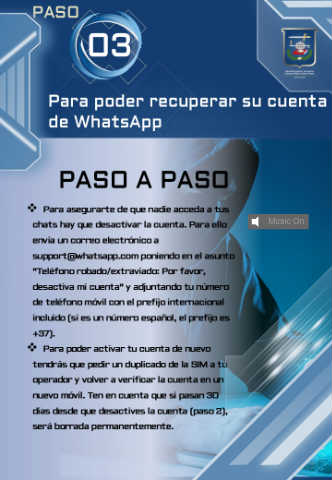 PASO
03
Para poder recuperar su cuenta
de WhatsApp
PASO A PASO
❖ Para asegurarte de que nadie acceda a tus
chats hay que desactivar la cuenta. Para ello
envía un correo electrónico a
support@whatsapp.com poniendo en el asunto
"Teléfono robado/extraviado: Por favor,
desactiva mi cuenta" y adjuntando tu número
de teléfono móvil con el prefijo internacional
incluido (si es un número español, el prefijo es
+37).
❖ Para poder activar tu cuenta de nuevo
tendrás que pedir un duplicado de la SIM a tu
operador y volver a verificar la cuenta en un
nuevo móvil. Ten en cuenta que si pasan 30
días desde que desactives la cuenta (paso 2),
será borrada permanentemente.
Music On